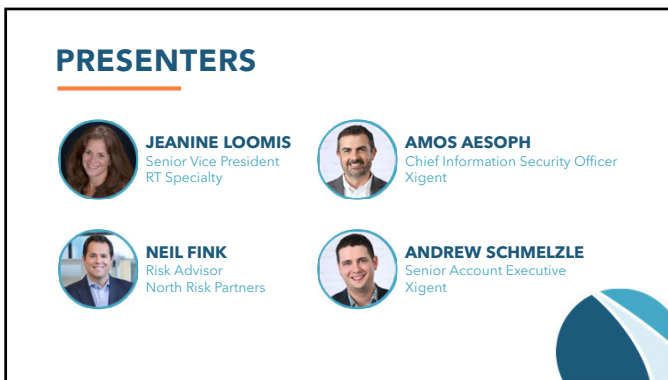 PRESENTERS
JEANINE LOOMIS
Senior Vice President
RT Specialty
AMOS AESOPH
Chief Information Security Officer
Xigent
NEIL FINK
Risk Advisor
North Risk Partners
ANDREW SCHMELZLE
Senior Account Executive
Xigent